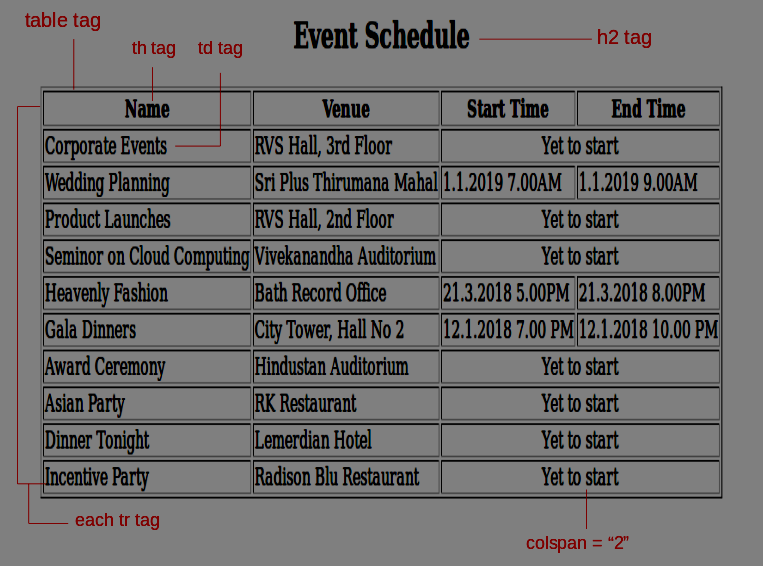 table tag
th tag
td tag
Event Schedule
h2 tag
Name Venue Start Time End Time
Corporate Events RVS Hall, 3rd Floor Yet to start
Wedding Planning Sri Plus Thirumana Mahal 1.1.2019 7.00AM 1.1.2019 9.00AM
Product Launches RVS Hall, 2nd Floor Yet to start
Seminor on Cloud Computing Vivekanandha Auditorium Yet to start
Heavenly Fashion Bath Record Office 21.3.2018 5.00PM 21.3.2018 8.00PM
Gala Dinners City Tower, Hall No 2 12.1.2018 7.00 PM 12.1.2018 10.00 PM
Award Ceremony Hindustan Auditorium Yet to start
Asian Party RK Restaurant Yet to start
Dinner Tonight Lemerdian Hotel Yet to start
Incentive Party Radison Blu Restaurant Yet to start
each tr tag
colspan = “2”